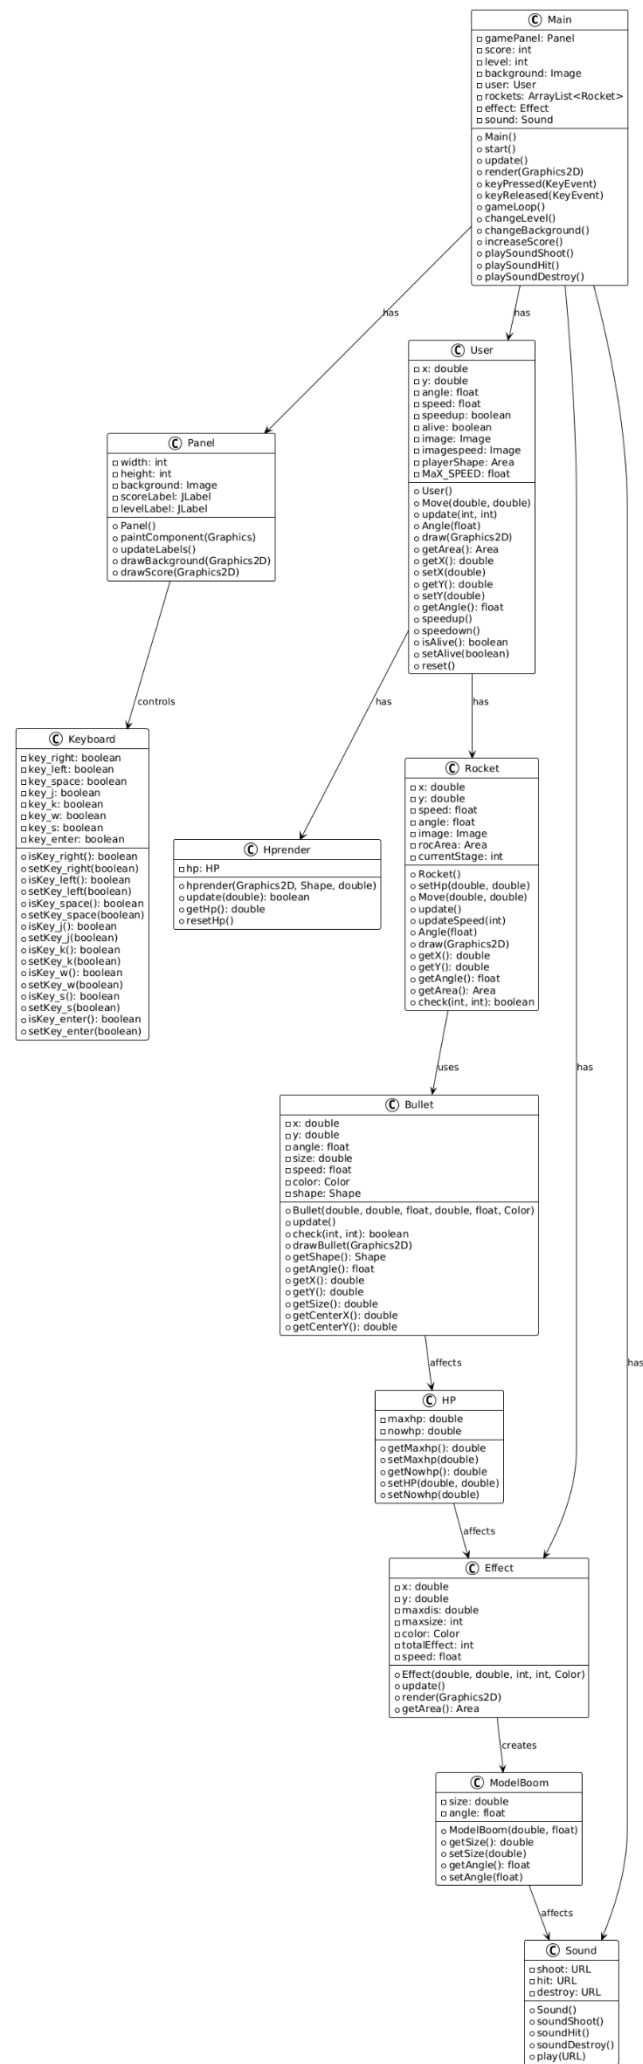 C Main
gamePanel: Panel
score: int
level: int
background: Image
user: User
rockets: ArrayList<Rocket>
effect: Effect
sound: Sound
Main()
start()
update()
render(Graphics2D)
keyPressed(KeyEvent)
keyReleased(KeyEvent)
gameLoop()
changeLevel()
changeBackground()
increaseScore()
playSoundShoot()
playSoundHit()
playSoundDestroy()
has
has
C User
x: double
y: double
angle: float
speed: float
speedup: boolean
alive: boolean
image: Image
imagespeed: Image
playerShape: Area
MaX_SPEED: float
User()
Move(double, double)
update(int, int)
Angle(float)
draw(Graphics2D)
getArea(): Area
getX(): double
setX(double)
getY(): double
setY(double)
getAngle(): float
speedup()
speedown()
isAlive(): boolean
setAlive(boolean)
reset()
C Panel
width: int
height: int
background: Image
scoreLabel: JLabel
levelLabel: JLabel
Panel()
paintComponent(Graphics)
updateLabels()
drawBackground(Graphics2D)
drawScore(Graphics2D)
controls
has
has
C Keyboard
key_right: boolean
key_left: boolean
key_space: boolean
key_j: boolean
key_k: boolean
key_w: boolean
key_s: boolean
key_enter: boolean
isKey_right(): boolean
setKey_right(boolean)
isKey_left(): boolean
setKey_left(boolean)
isKey_space(): boolean
setKey_space(boolean)
isKey_j(): boolean
setKey_j(boolean)
isKey_k(): boolean
setKey_k(boolean)
isKey_w(): boolean
setKey_w(boolean)
isKey_s(): boolean
setKey_s(boolean)
isKey_enter(): boolean
setKey_enter(boolean)
C Hprender
hp: HP
hprender(Graphics2D, Shape, double)
update(double): boolean
getHp(): double
resetHp()
C Rocket
x: double
y: double
speed: float
angle: float
image: Image
rocArea: Area
currentStage: int
Rocket()
setHp(double, double)
Move(double, double)
update()
updateSpeed(int)
Angle(float)
draw(Graphics2D)
getX(): double
getY(): double
getAngle(): float
getArea(): Area
check(int, int): boolean
uses
has
C Bullet
x: double
y: double
angle: float
size: double
speed: float
color: Color
shape: Shape
Bullet(double, double, float, double, float, Color)
update()
check(int, int): boolean
drawBullet(Graphics2D)
getShape(): Shape
getAngle(): float
getX(): double
getY(): double
getSize(): double
getCenterX(): double
getCenterY(): double
affects
has
C HP
maxhp: double
nowhp: double
getMaxhp(): double
setMaxhp(double)
getNowhp(): double
setHP(double, double)
setNowhp(double)
affects
C Effect
x: double
y: double
maxdis: double
maxsize: int
color: Color
totalEffect: int
speed: float
Effect(double, double, int, int, Color)
update()
render(Graphics2D)
getArea(): Area
creates
C ModelBoom
size: double
angle: float
ModelBoom(double, float)
getSize(): double
setSize(double)
getAngle(): float
setAngle(float)
affects
C Sound
shoot: URL
hit: URL
destroy: URL
Sound()
soundShoot()
soundHit()
soundDestroy()
play(URL)